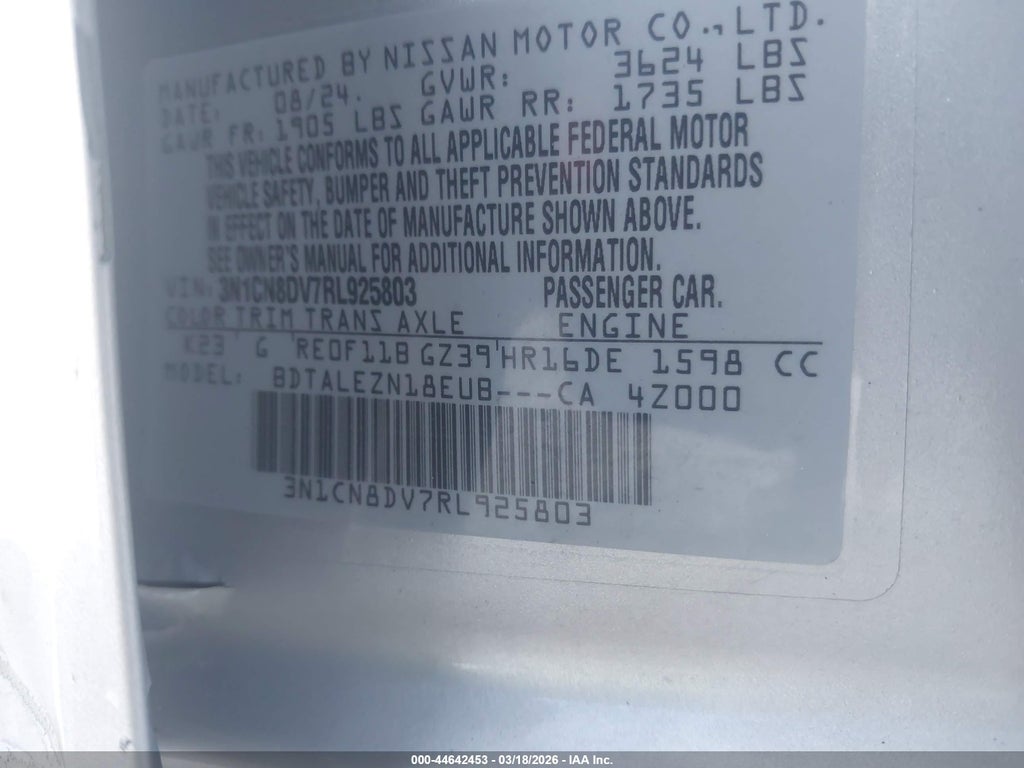 MANUFACTURED BY NISSAN MOTOR CO., LTD.
DATE: 08/24. GVWR: 3624 LBS
GAWR FR: 1905 LBS GAWR RR: 1735 LBS
THIS VEHICLE CONFORMS TO ALL APPLICABLE FEDERAL MOTOR
VEHICLE SAFETY, BUMPER AND THEFT PREVENTION STANDARDS
IN EFFECT ON THE DATE OF MANUFACTURE SHOWN ABOVE.
SEE OWNER'S MANUAL FOR ADDITIONAL INFORMATION.
VIN: 3N1CN8DV7RL925803 PASSENGER CAR.
COLOR TRIM TRANS AXLE ENGINE
K23 G RE0F11B GZ39 HR16DE 1598 CC
MODEL: BDTALEZN18EUB---CA 4Z000
3N1CN8DV7RL925803
000-44642453 - 03/18/2026 - IAA Inc.